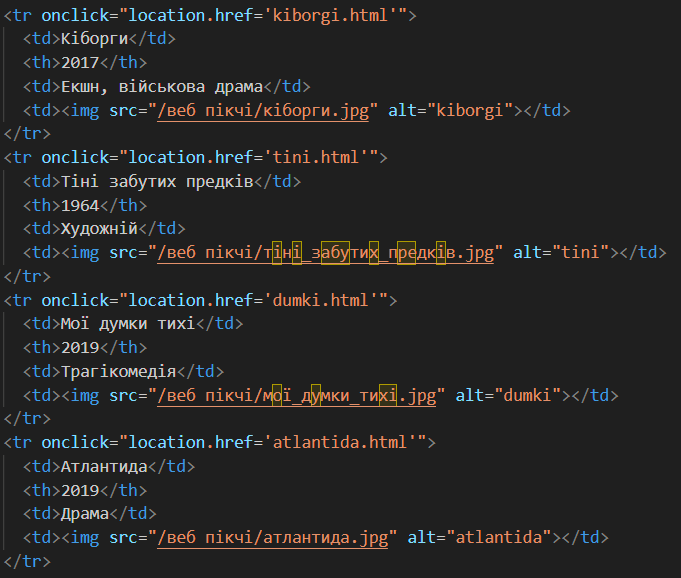 <tr onclick="location.href='kiborgi.html'">
<td>Кіборги</td>
<th>2017</th>
<td>Екшн, військова драма</td>
<td><img src="/веб пікчі/кіборги.jpg" alt="kiborgi"></td>
</tr>
<tr onclick="location.href='tini.html'">
<td>Тіні забутих предків</td>
<th>1964</th>
<td>Художній</td>
<td><img src="/веб пікчі/тіні_забутих_предків.jpg" alt="tini"></td>
</tr>
<tr onclick="location.href='dumki.html'">
<td>Мої думки тихі</td>
<th>2019</th>
<td>Трагікомедія</td>
<td><img src="/веб пікчі/мої_думки_тихі.jpg" alt="dumki"></td>
</tr>
<tr onclick="location.href='atlantida.html'">
<td>Атлантида</td>
<th>2019</th>
<td>Драма</td>
<td><img src="/веб пікчі/атлантида.jpg" alt="atlantida"></td>
</tr>